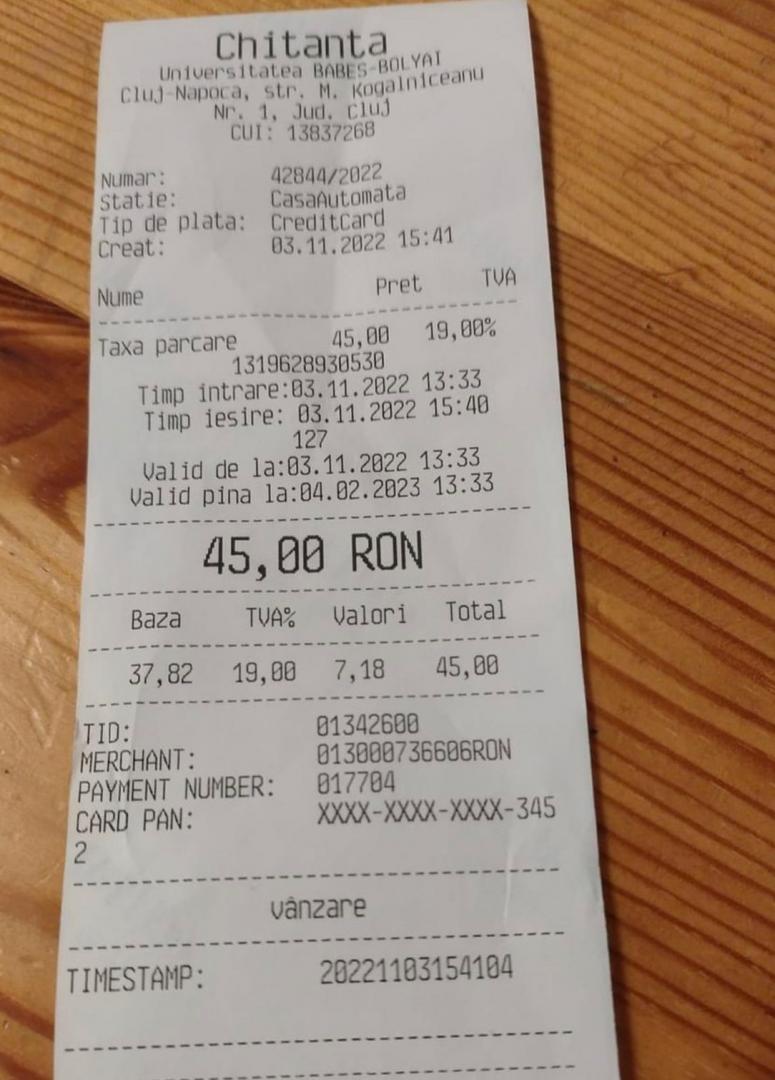 Chitanta
Universitatea BABEŞ-BOLYAI
Cluj-Napoca, str. M. Kogalniceanu
Nr. 1, Jud. Cluj
CUI: 13837268
Numar: 42844/2022
Statie: CasaAutomata
Tip de plata: CreditCard
Creat: 03.11.2022 15:41
Nume Pret TVA
Taxa parcare 45,00 19,00%
1319628930530
Timp intrare:03.11.2022 13:33
Timp iesire: 03.11.2022 15:40
127
Valid de la:03.11.2022 13:33
Valid pina la:04.02.2023 13:33
45,00 RON
Baza TVA% Valori Total
37,82 19,00 7,18 45,00
TID: 01342600
MERCHANT: 013000736606RON
PAYMENT NUMBER: 017704
CARD PAN: XXXX-XXXX-XXXX-345
2
vânzare
TIMESTAMP: 20221103154104